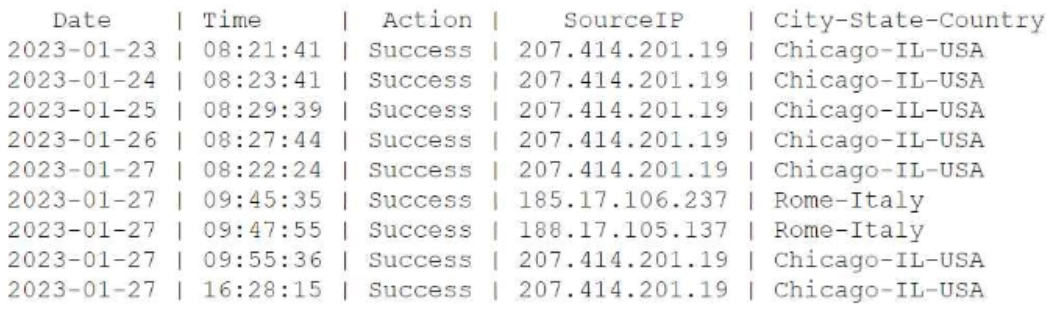 Date | Time | Action | SourceIP | City-State-Country
2023-01-23 | 08:21:41 | Success | 207.414.201.19 | Chicago-IL-USA
2023-01-24 | 08:23:41 | Success | 207.414.201.19 | Chicago-IL-USA
2023-01-25 | 08:29:39 | Success | 207.414.201.19 | Chicago-IL-USA
2023-01-26 | 08:27:44 | Success | 207.414.201.19 | Chicago-IL-USA
2023-01-27 | 08:22:24 | Success | 207.414.201.19 | Chicago-IL-USA
2023-01-27 | 09:45:35 | Success | 185.17.106.237 | Rome-Italy
2023-01-27 | 09:47:55 | Success | 188.17.105.137 | Rome-Italy
2023-01-27 | 09:55:36 | Success | 207.414.201.19 | Chicago-IL-USA
2023-01-27 | 16:28:15 | Success | 207.414.201.19 | Chicago-IL-USA